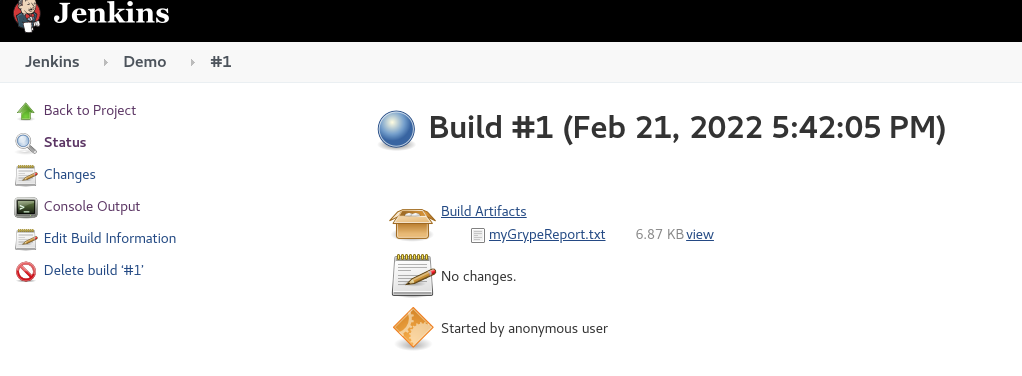 Jenkins
Jenkins Demo #1
Back to Project
Status
Changes
Console Output
Edit Build Information
Delete build ‘#1’
Build #1 (Feb 21, 2022 5:42:05 PM)
Build Artifacts
myGrypeReport.txt 6.87 KB view
No changes.
Started by anonymous user